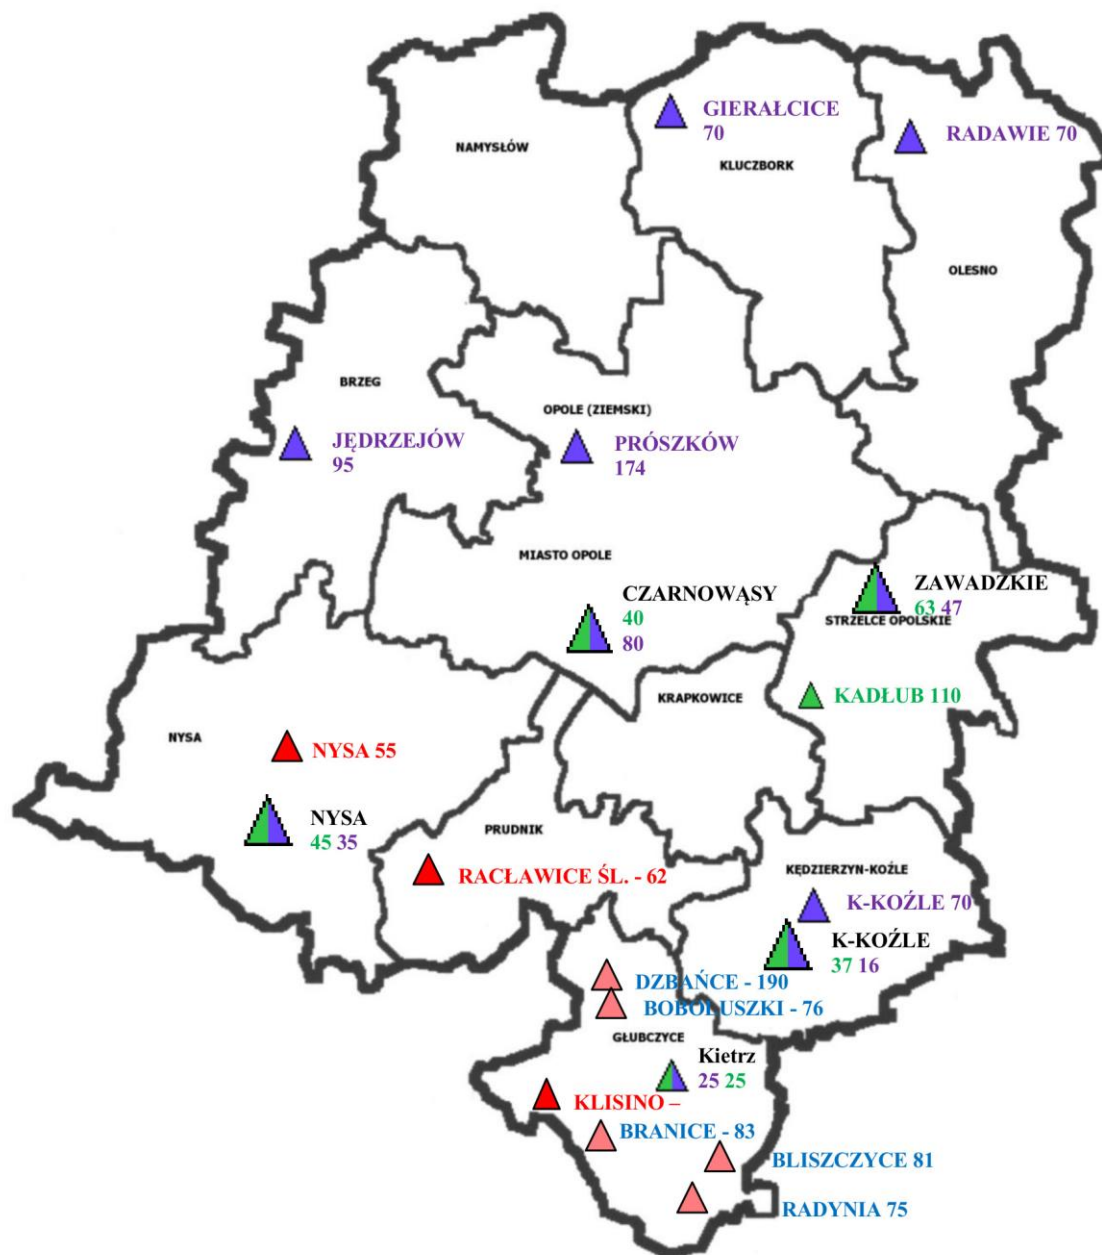 GIERAŁCICE
70
RADAWIE 70
NAMYSŁÓW
KLUCZBORK
OLESNO
BRZEG
OPOLE (ZIEMSKI)
JĘDRZEJÓW
95
PRÓSZKÓW
174
MIASTO OPOLE
CZARNOWĄSY
40
80
ZAWADZKIE
63 47
STRZELCE OPOLSKIE
KADŁUB 110
KRAPKOWICE
NYSA
NYSA 55
NYSA
45 35
PRUDNIK
RACŁAWICE ŚL. - 62
KĘDZIERZYN-KOŹLE
K-KOŹLE 70
K-KOŹLE
37 16
DZBAŃCE - 190
BOBOLUSZKI - 76
GŁUBCZYCE
Kietrz
25 25
KLISINO –
BRANICE - 83
BLISZCZYCE 81
RADYNIA 75